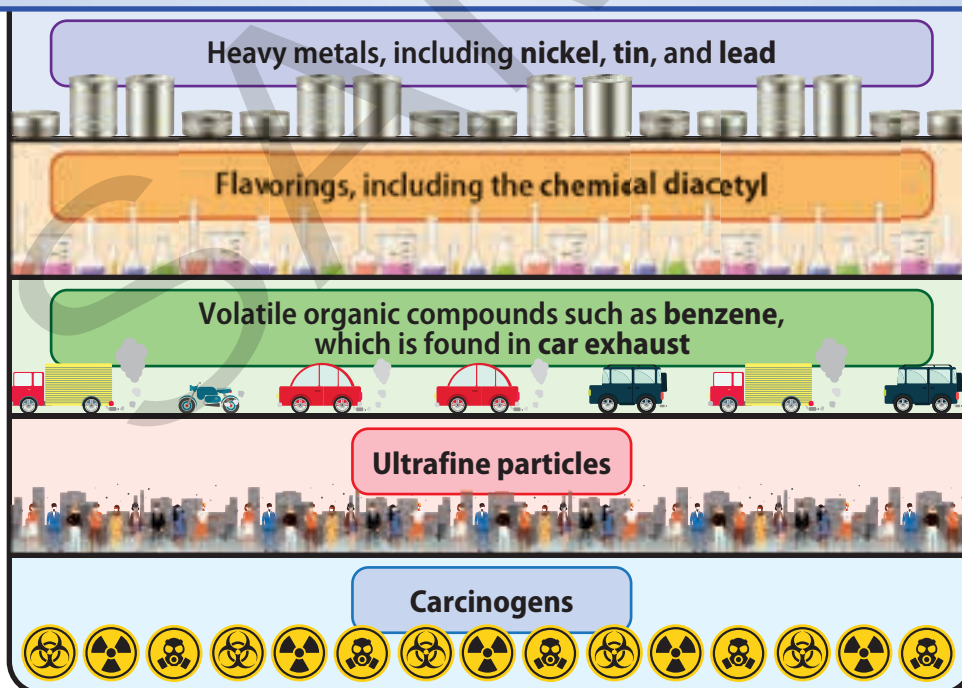 Heavy metals, including nickel, tin, and lead
Flavorings, including the chemical diacetyl
Volatile organic compounds such as benzene,
which is found in car exhaust
Ultrafine particles
Carcinogens